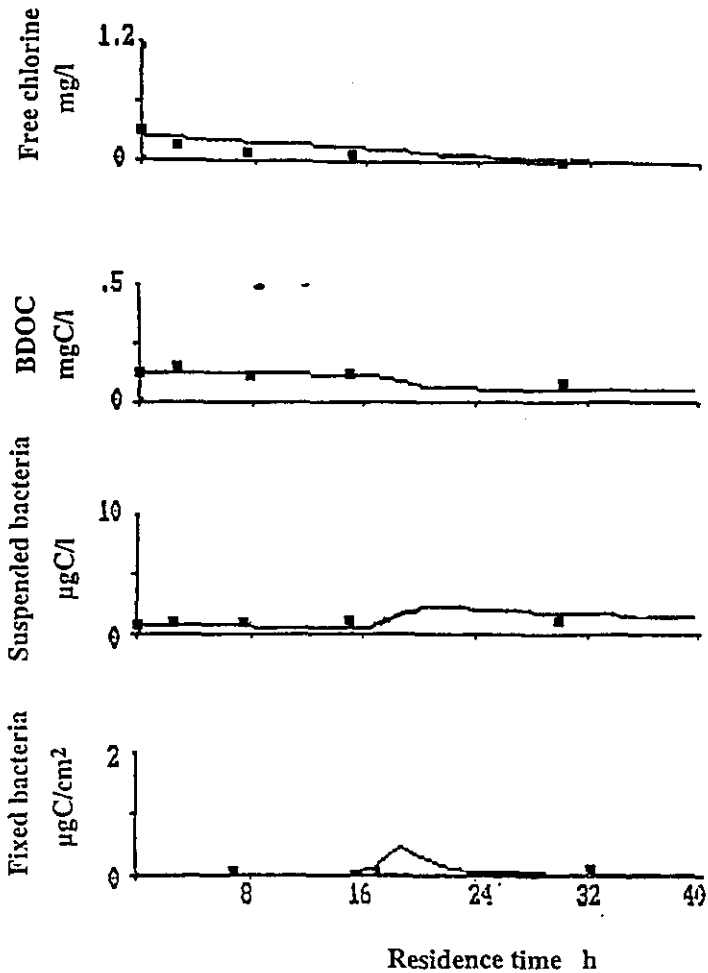 Free chlorine
mg/l
1.2
0
BDOC
mgC/l
.5
0
Suspended bacteria
µgC/l
10
0
Fixed bacteria
µgC/cm²
2
0
8 16 24 32 40
Residence time h